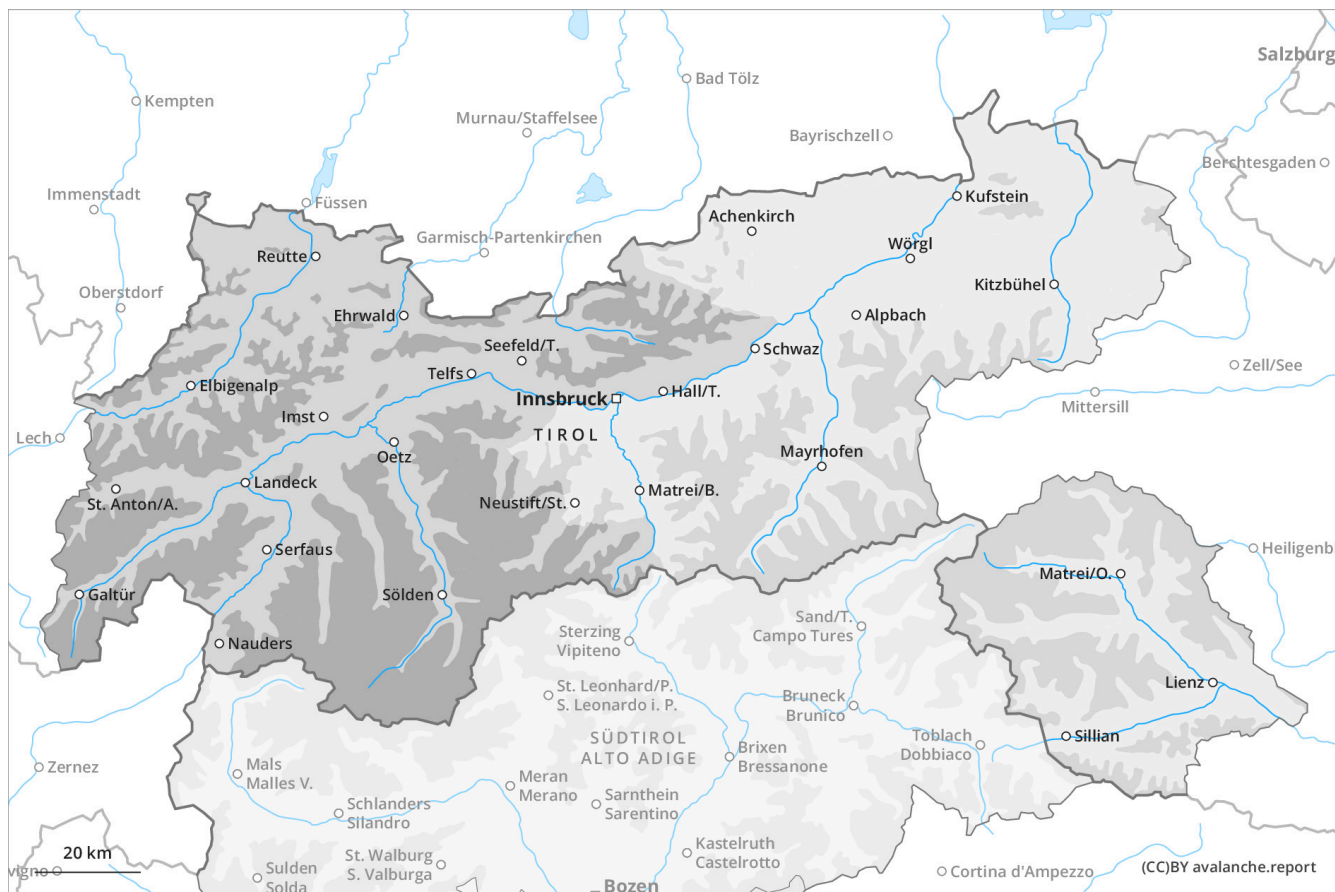 Salzburg
Kempten
Bad Tölz
Murnau/Staffelsee
Bayrischzell
Berchtesgaden
Immenstadt
Füssen
Kufstein
Achenkirch
Garmisch-Partenkirchen
Reutte
Wörgl
Oberstdorf
Kitzbühel
Ehrwald
Alpbach
Seefeld/T.
Schwaz
Zell/See
Telfs
Elbigenalp
Innsbruck
Hall/T.
Mittersill
Imst
Lech
TIROL
Oetz
Mayrhofen
Landeck
St. Anton/A.
Neustift/St.
Matrei/B.
Serfaus
Heiligenb
Matrei/O.
Galtür
Sölden
Sand/T.
Campo Tures
Nauders
Sterzing
Vipiteno
St. Leonhard/P.
S. Leonardo i. P.
Lienz
Bruneck
Brunico
SÜDTIROL
ALTO ADIGE
Toblach
Dobbiaco
Sillian
Brixen
Bressanone
Zernez
Mals
Malles V.
Meran
Merano
Schlanders
Silandro
Sarnthein
Sarentino
Kastelruth
Castelrotto
20 km
vigno
St. Walburg
S. Valburga
Sulden
Solda
Cortina d'Ampezzo
(CC)BY avalanche.report
Bozen